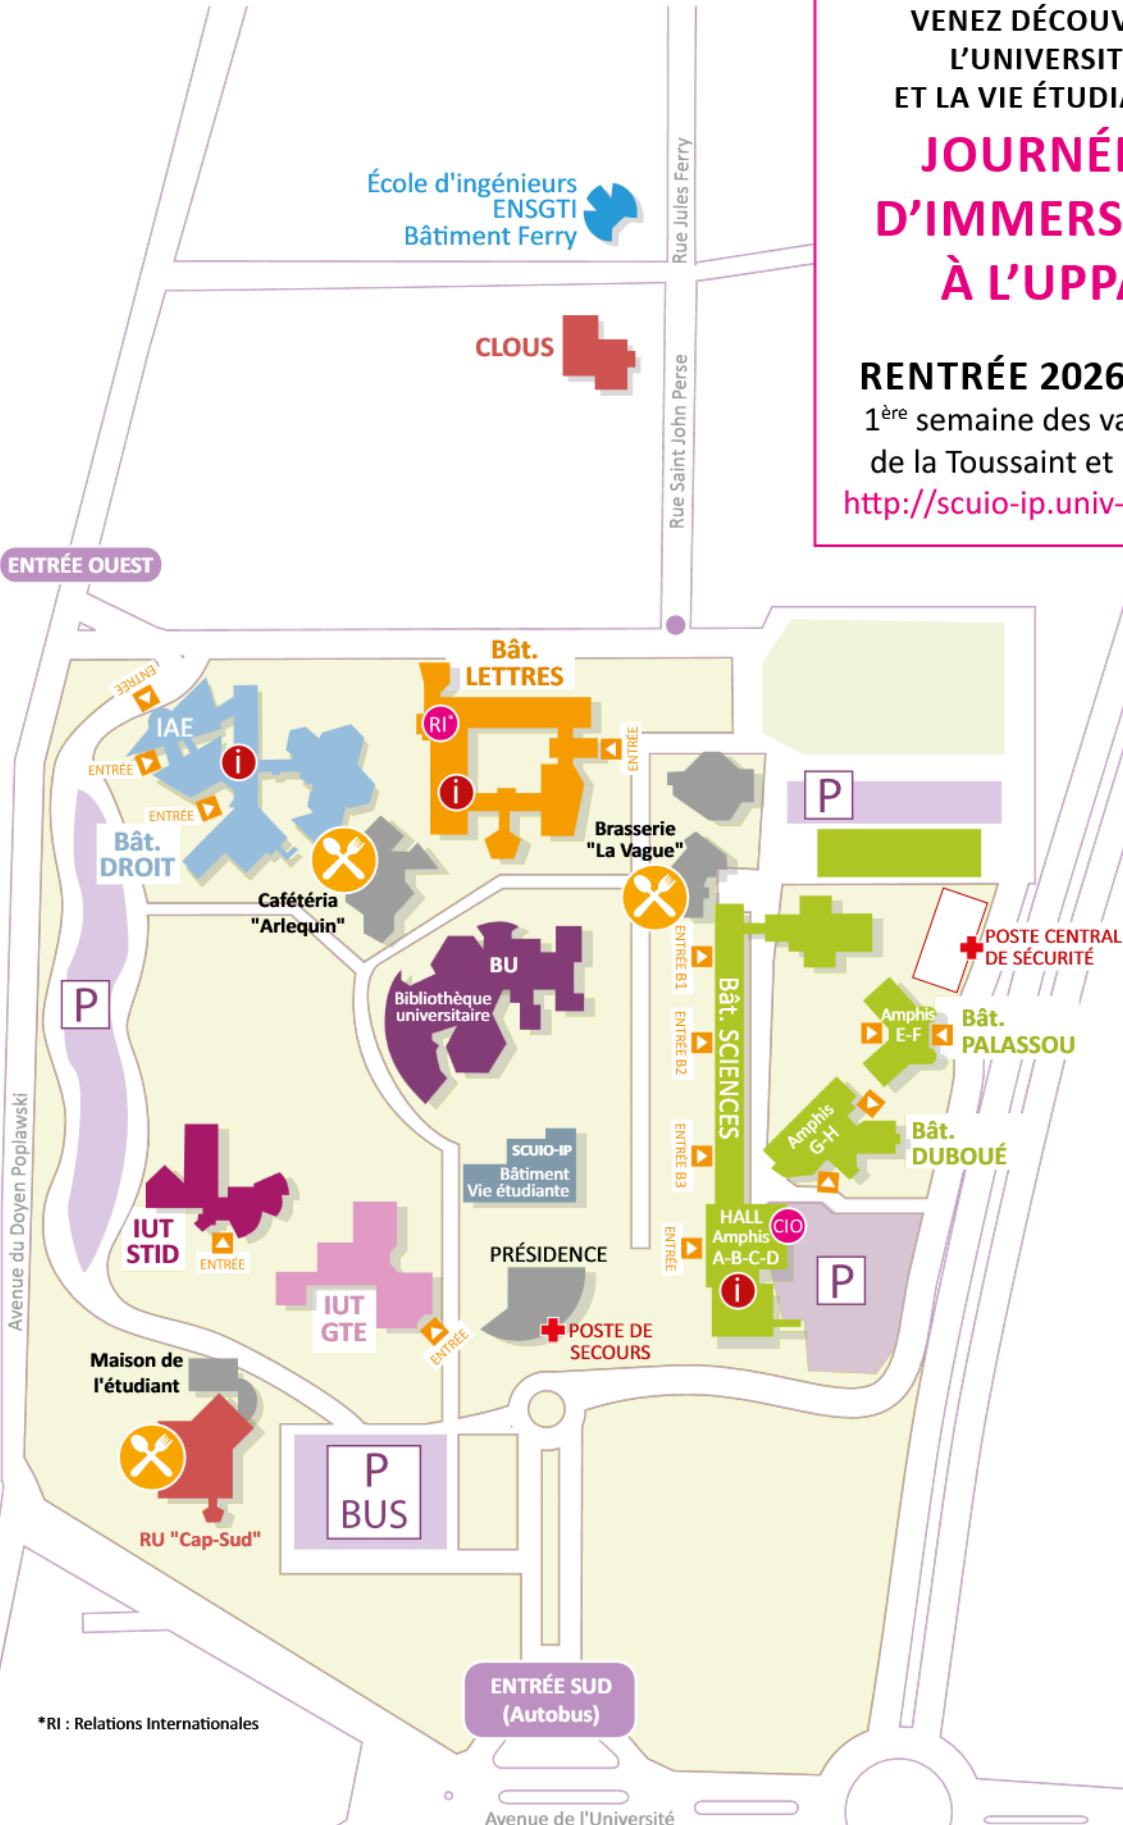 VENEZ DÉCOUV
L'UNIVERSIT
ET LA VIE ÉTUDIA
JOURNÉE
D'IMMERS
À L'UPPA
RENTRÉE 2026
1ère semaine des va
de la Toussaint et
http://scuio-ip.univ-
École d'ingénieurs
ENSGTI
Bâtiment Ferry
Rue Jules Ferry
CLOUS
Rue Saint John Perse
ENTRÉE OUEST
Bât.
LETTRES
ENTRÉE
IAE
RI*
ENTRÉE
i
ENTRÉE
i
P
ENTRÉE
Bât.
DROIT
Brasserie
"La Vague"
Cafétéria
"Arlequin"
POSTE CENTRAL
DE SÉCURITÉ
ENTRÉE B1
BU
Bibliothèque
universitaire
P
Bât. SCIENCES
Amphis
E-F
Bât.
PALASSOU
ENTRÉE B2
Amphis
G-H
Bât.
DUBOUÉ
ENTRÉE B3
SCUIO-IP
Bâtiment
Vie étudiante
Avenue du Doyen Poplawski
IUT
STID
ENTRÉE
HALL
Amphis
A-B-C-D
CIO
ENTRÉE
PRÉSIDENCE
i
P
IUT
GTE
ENTRÉE
POSTE DE
SECOURS
Maison de
l'étudiant
P
BUS
RU "Cap-Sud"
ENTRÉE SUD
(Autobus)
*RI : Relations Internationales
Avenue de l'Université